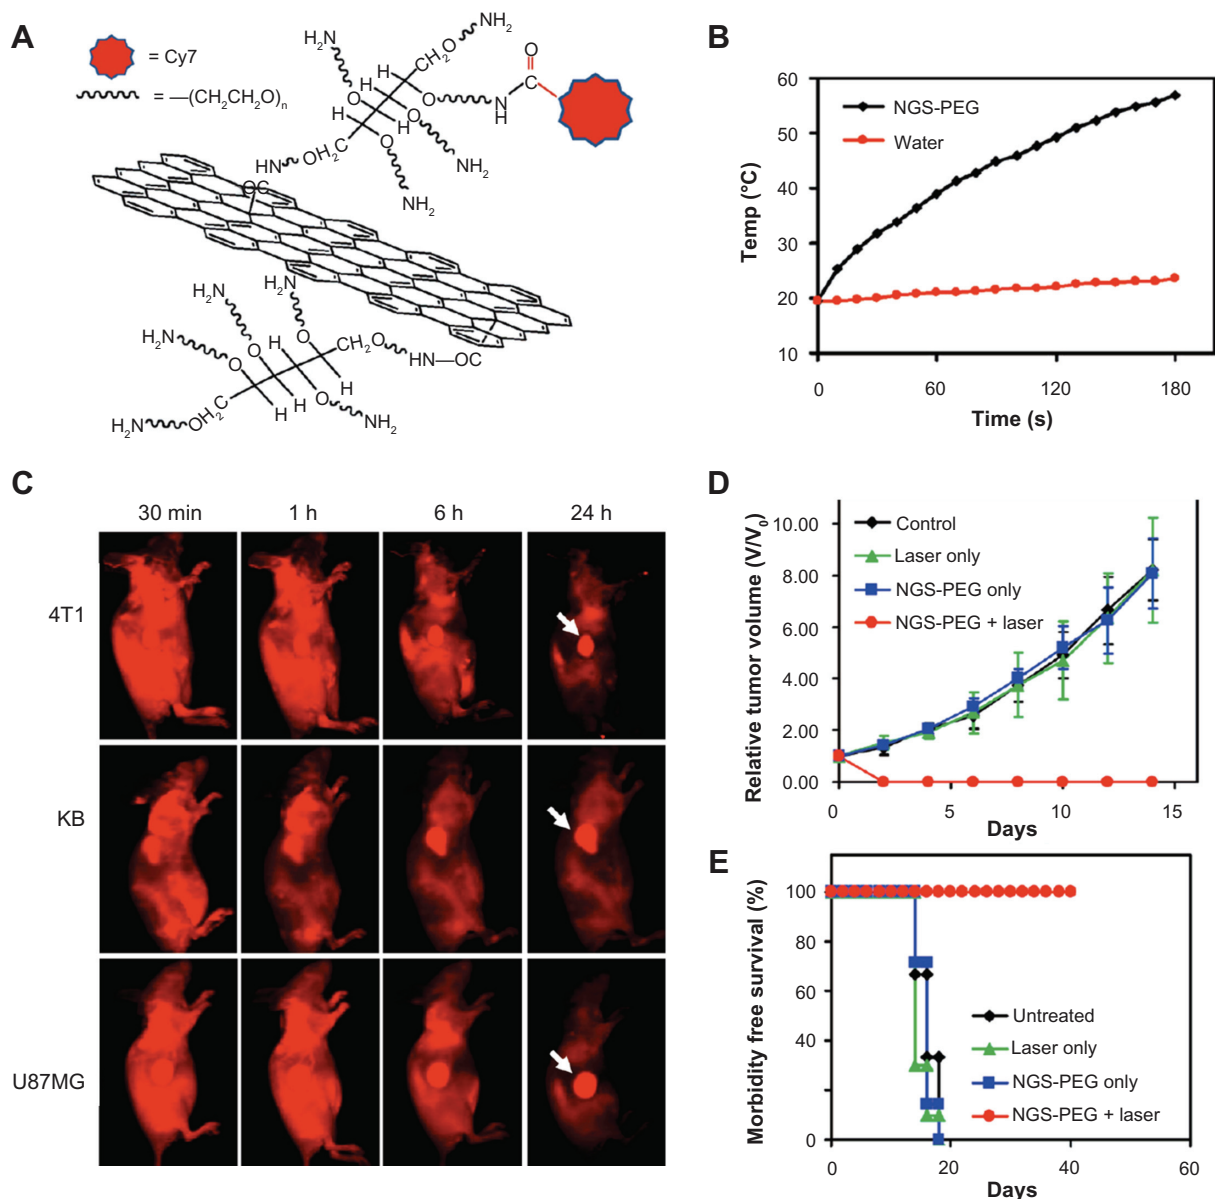 A
= Cy7
= —(CH2CH2O)n
H2N
NH2
CH2O
O
C
N
H
H
O
H
O
H
O
H
H
O
HN
OH2C
NH2
NH2
OC
H2N
H2N
H2N
O
O
O
H
CH2O
HN—OC
H
O
H
H
OH2C
H2N
NH2
B
60
50
40
30
20
10
Temp (°C)
NGS-PEG
Water
0
60
120
180
Time (s)
C
30 min
1 h
6 h
24 h
4T1
KB
U87MG
D
Relative tumor volume (V/V0)
10.00
8.00
6.00
4.00
2.00
0.00
Control
Laser only
NGS-PEG only
NGS-PEG + laser
0
5
10
15
Days
E
Morbidity free survival (%)
100
80
60
40
20
0
Untreated
Laser only
NGS-PEG only
NGS-PEG + laser
0
20
40
60
Days